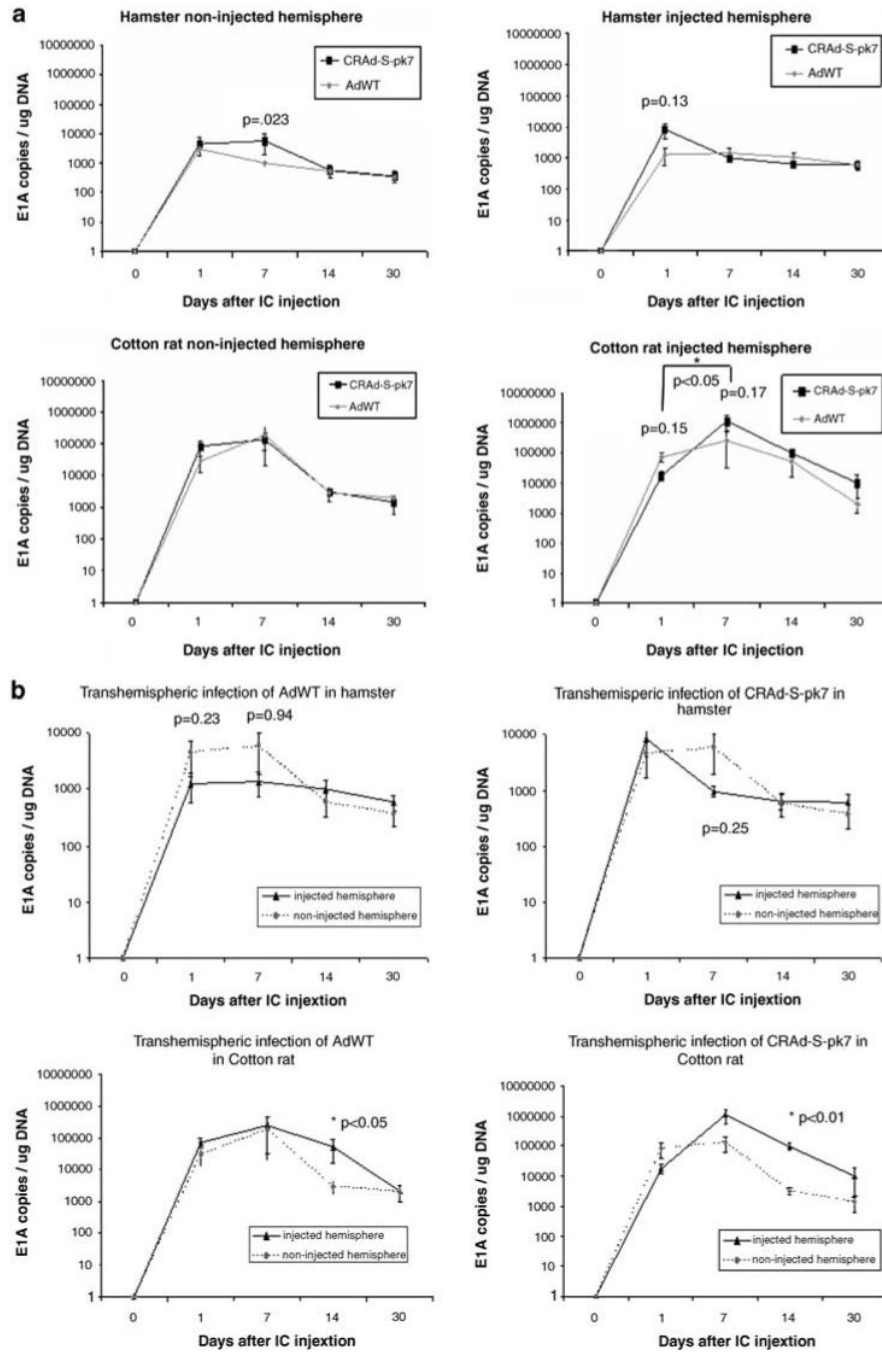 a
Hamster non-injected hemisphere
E1A copies / ug DNA
10000000
1000000
100000
10000
1000
100
10
1
CRAd-S-pk7
AdWT
p=.023
0 1 7 14 30
Days after IC injection
Hamster injected hemisphere
E1A copies / ug DNA
10000000
1000000
100000
10000
1000
100
10
1
CRAd-S-pk7
AdWT
p=0.13
0 1 7 14 30
Days after IC injection
Cotton rat non-injected hemisphere
E1A copies / ug DNA
10000000
1000000
100000
10000
1000
100
10
1
CRAd-S-pk7
AdWT
0 1 7 14 30
Days after IC injection
Cotton rat injected hemisphere
E1A copies / ug DNA
10000000
1000000
100000
10000
1000
100
10
1
*
p<0.05
p=0.17
p=0.15
CRAd-S-pk7
AdWT
0 1 7 14 30
Days after IC injection
b
Transhemispheric infection of AdWT in hamster
E1A copies / ug DNA
10000
1000
100
10
1
p=0.23 p=0.94
injected hemisphere
non-injected hemisphere
0 1 7 14 30
Days after IC injextion
Transhemisperic infection of CRAd-S-pk7 in
hamster
E1A copies / ug DNA
10000
1000
100
10
1
p=0.25
injected hemisphere
non-injected hemisphere
0 1 7 14 30
Days after IC injextion
Transhemispheric infection of AdWT
in Cotton rat
E1A copies / ug DNA
10000000
1000000
100000
10000
1000
100
10
1
* p<0.05
injected hemisphere
non-injected hemisphere
0 1 7 14 30
Days after IC injection
Transhemispheric infection of CRAd-S-pk7 in
Cotton rat
E1A copies / ug DNA
10000000
1000000
100000
10000
1000
100
10
1
* p<0.01
injected hemisphere
non-injected hemisphere
0 1 7 14 30
Days after IC injection